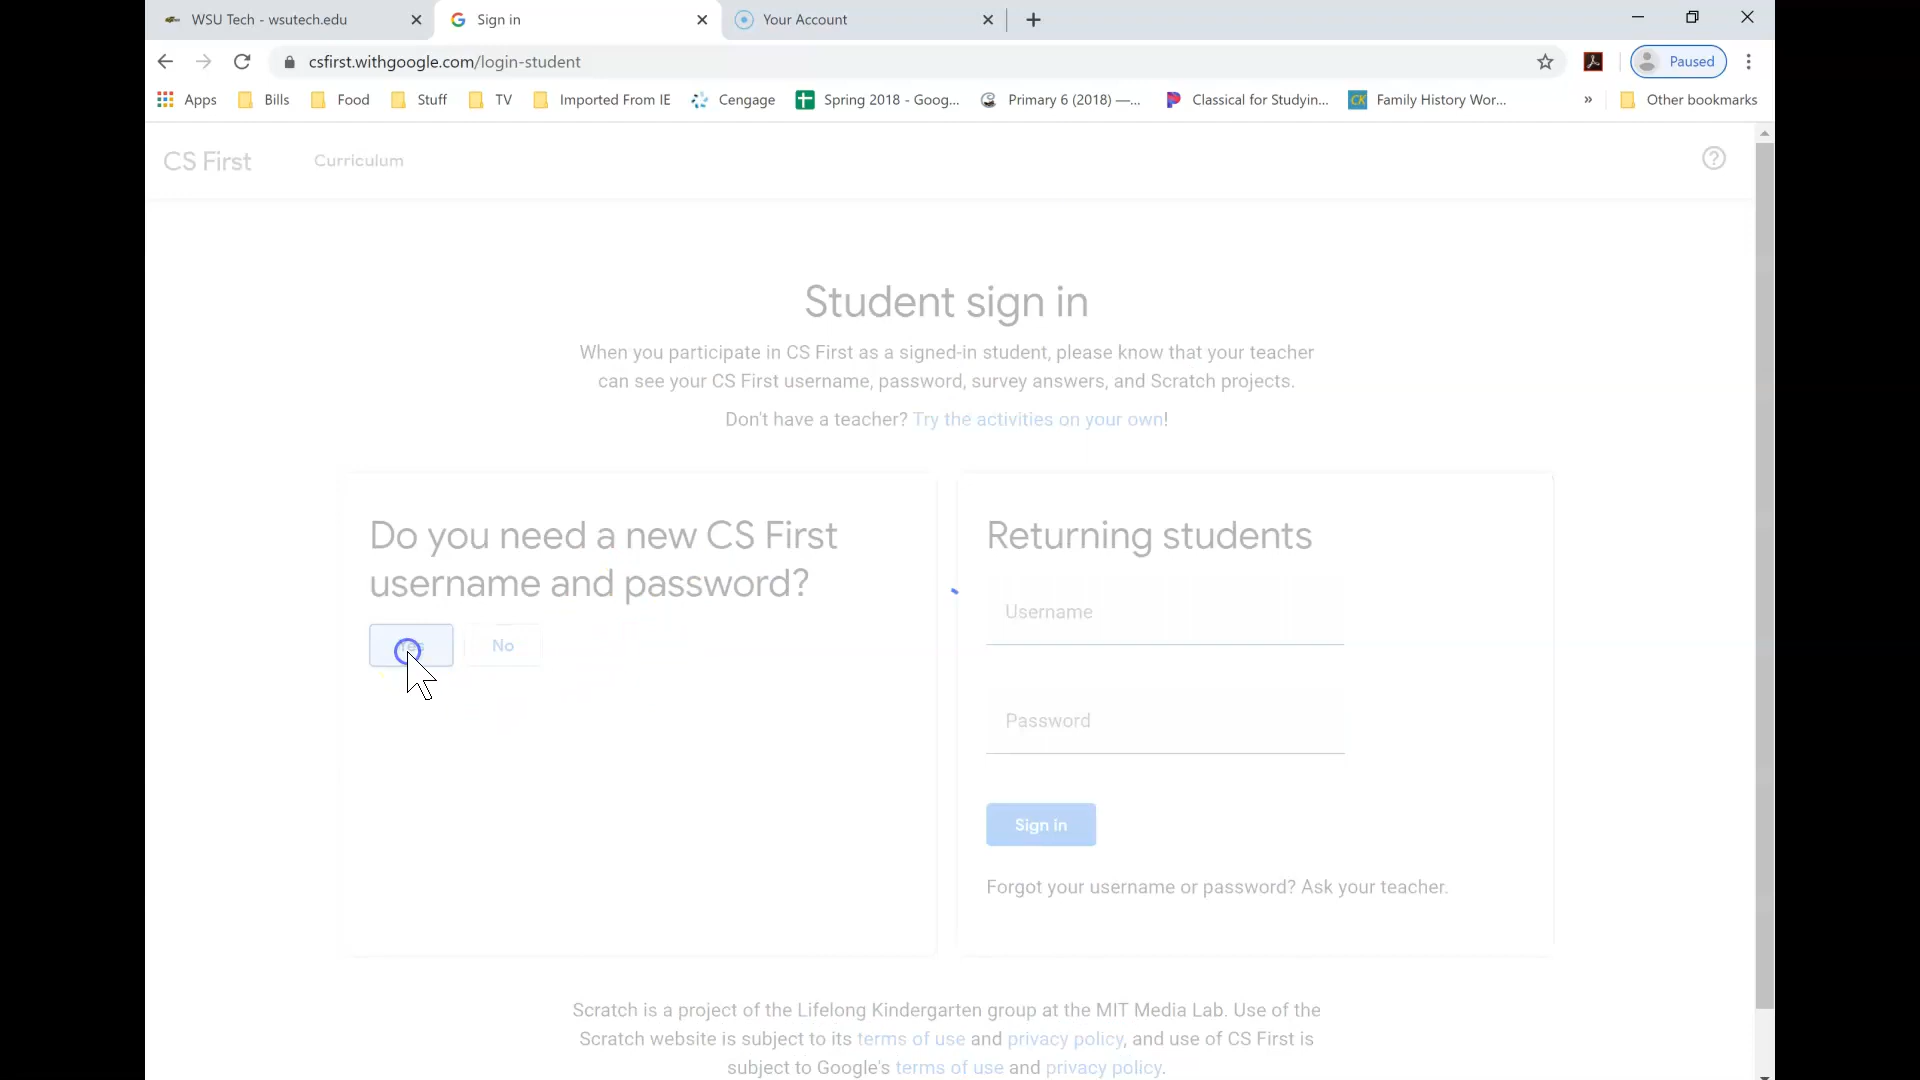 WSU Tech - wsutech.edu
Sign in
Your Account
csfirst.withgoogle.com/login-student
Paused
Apps
Bills
Food
Stuff
TV
Imported From IE
Cengage
Spring 2018 - Goog...
Primary 6 (2018) —...
Classical for Studyin...
CK
Family History Wor...
»
Other bookmarks
CS First
Curriculum
Student sign in
When you participate in CS First as a signed-in student, please know that your teacher
can see your CS First username, password, survey answers, and Scratch projects.
Don't have a teacher? Try the activities on your own!
Do you need a new CS First
username and password?
Yes
No
Returning students
Username
Password
Sign in
Forgot your username or password? Ask your teacher.
Scratch is a project of the Lifelong Kindergarten group at the MIT Media Lab. Use of the
Scratch website is subject to its terms of use and privacy policy, and use of CS First is
subject to Google's terms of use and privacy policy.